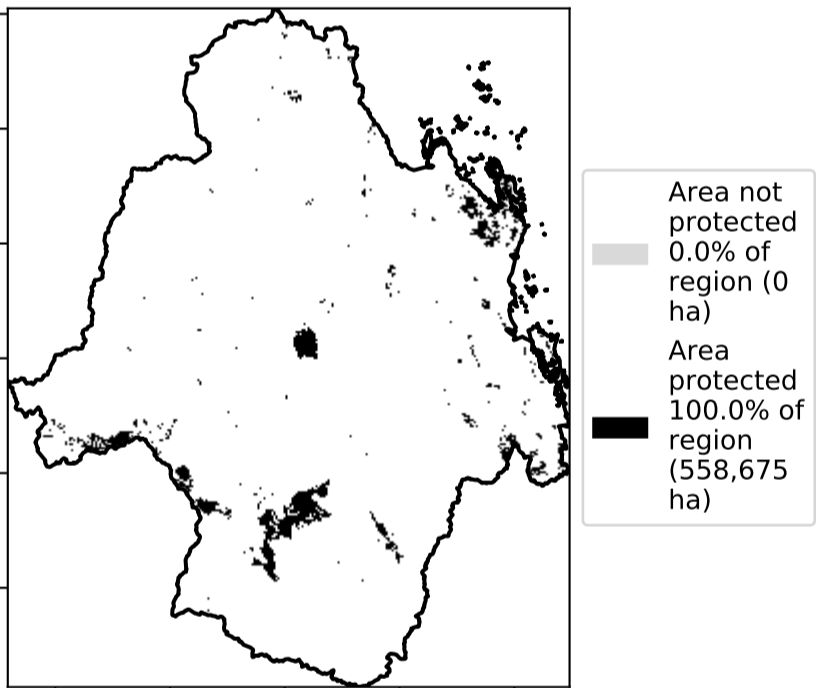 Area not
protected
0.0% of
region (0
ha)
Area
protected
100.0% of
region
(558,675
ha)